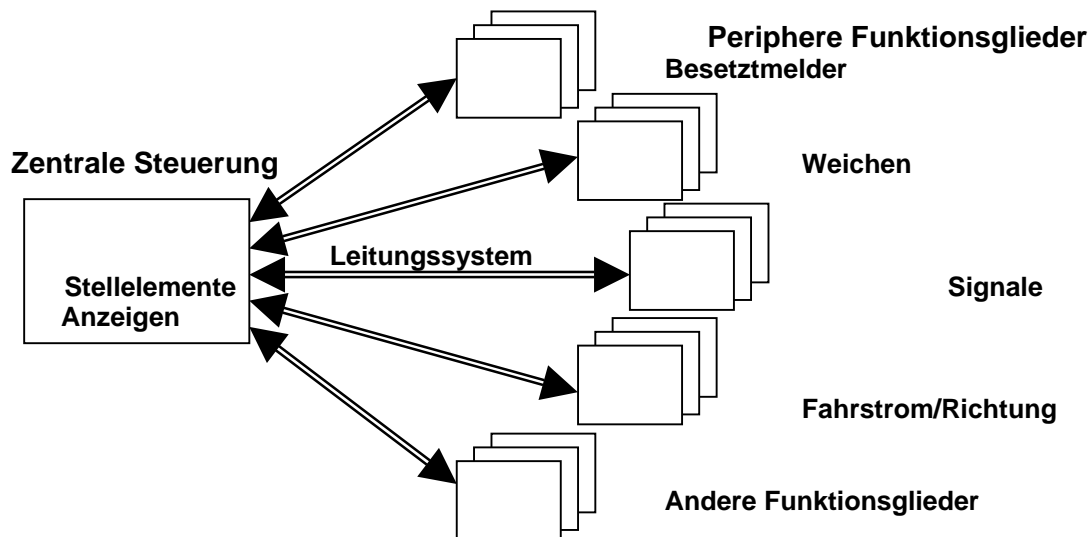 Periphere Funktionsglieder
Besetztmelder
Zentrale Steuerung
Weichen
Leitungssystem
Stellelemente
Anzeigen
Signale
Fahrstrom/Richtung
Andere Funktionsglieder